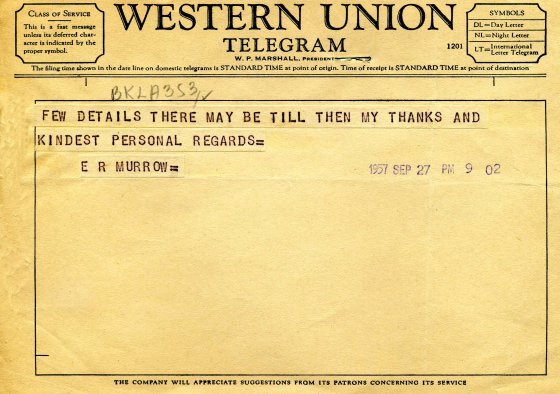 CLASS OF SERVICE
This is a fast message
unless its deferred char-
acter is indicated by the
proper symbol.
WESTERN UNION
TELEGRAM
W. P. MARSHALL, PRESIDENT
1201
SYMBOLS
DL=Day Letter
NL=Night Letter
LT=International
Letter Telegram
The filing time shown in the date line on domestic telegrams is STANDARD TIME at point of origin. Time of receipt is STANDARD TIME at point of destination
BKLA353
FEW DETAILS THERE MAY BE TILL THEN MY THANKS AND
KINDEST PERSONAL REGARDS=
E R MURROW=
1957 SEP 27 PM 9 02
THE COMPANY WILL APPRECIATE SUGGESTIONS FROM ITS PATRONS CONCERNING ITS SERVICE